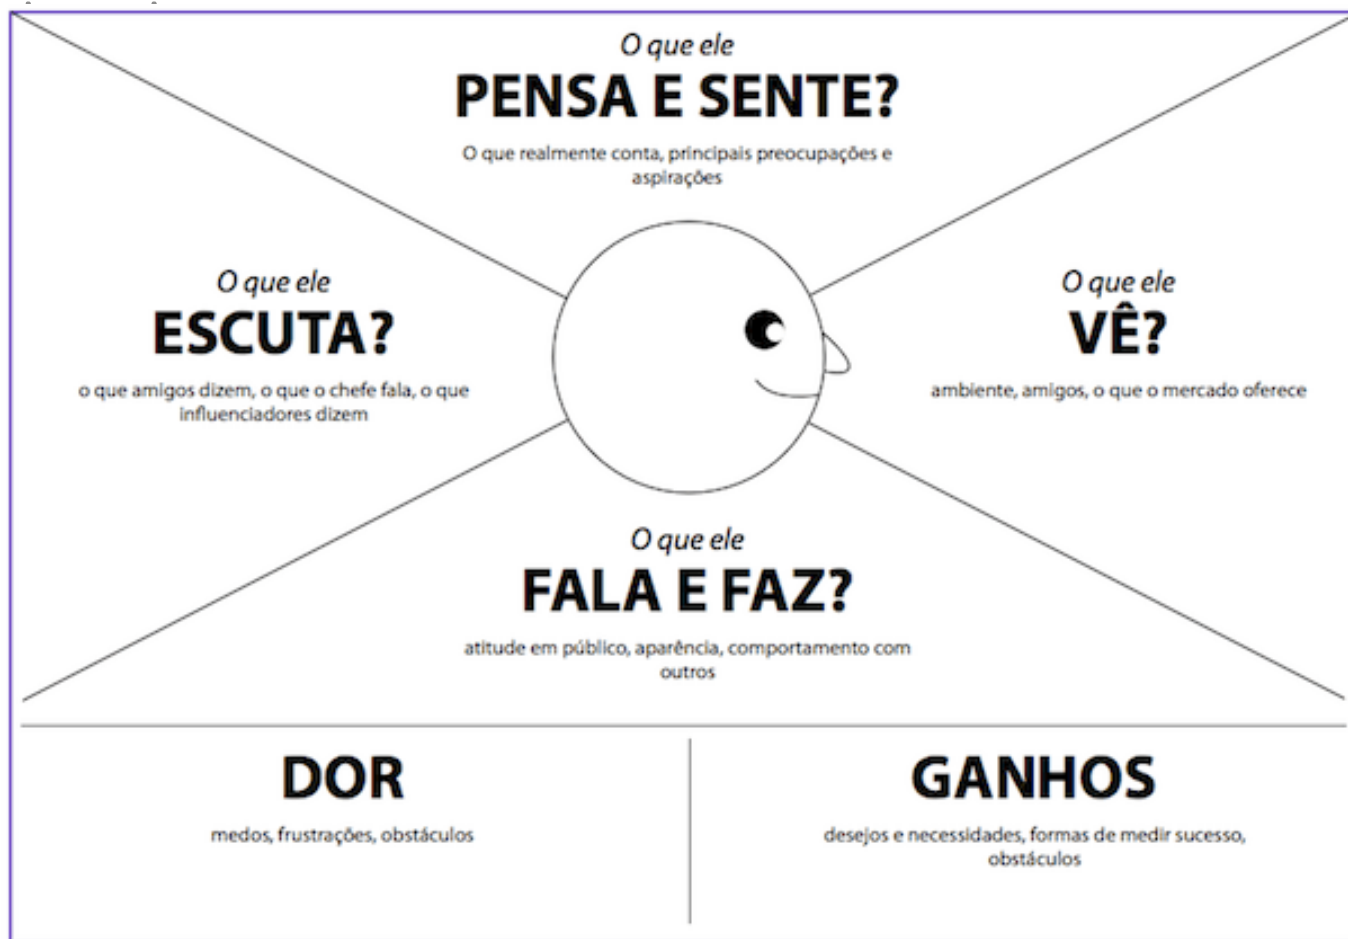 O que ele
PENSA E SENTE?
O que realmente conta, principais preocupações e
aspirações
O que ele
ESCUTA?
o que amigos dizem, o que o chefe fala, o que
influenciadores dizem
O que ele
VÊ?
ambiente, amigos, o que o mercado oferece
O que ele
FALA E FAZ?
atitude em público, aparência, comportamento com
outros
DOR
medos, frustrações, obstáculos
GANHOS
desejos e necessidades, formas de medir sucesso,
obstáculos